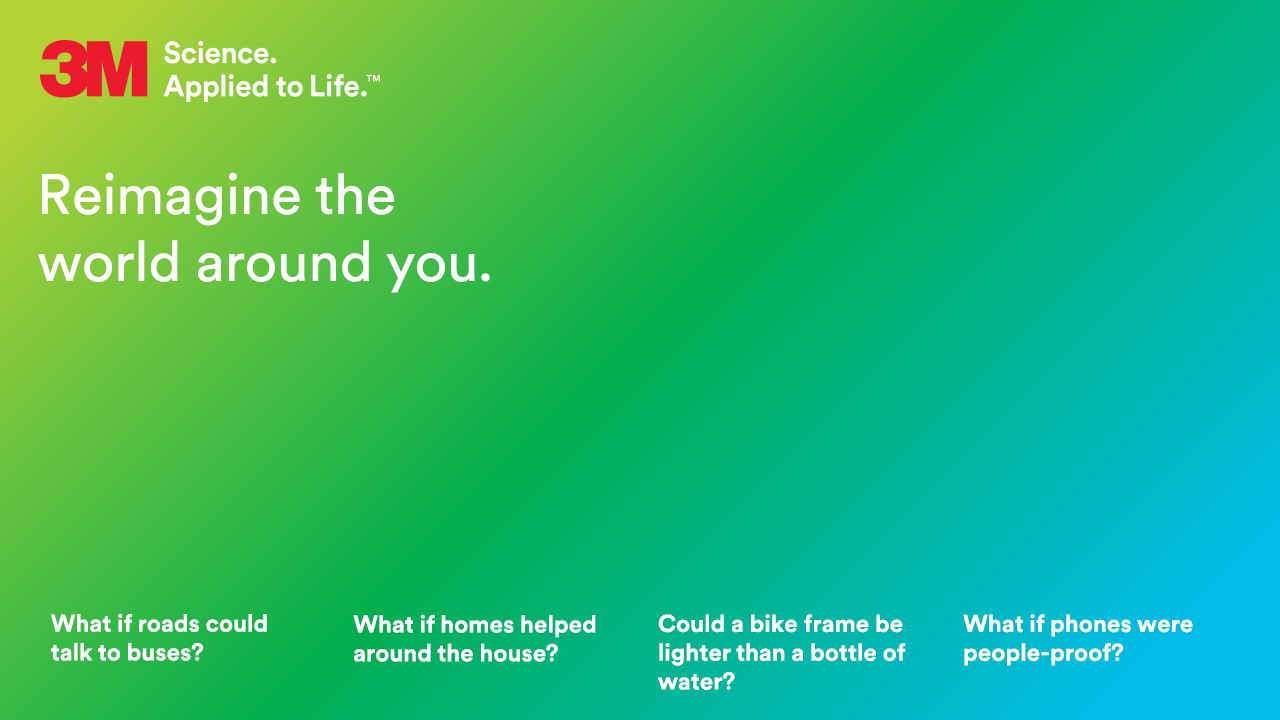 3M
Science.
Applied to Life.™
Reimagine the
world around you.
What if roads could
talk to buses?
What if homes helped
around the house?
Could a bike frame be
lighter than a bottle of
water?
What if phones were
people-proof?